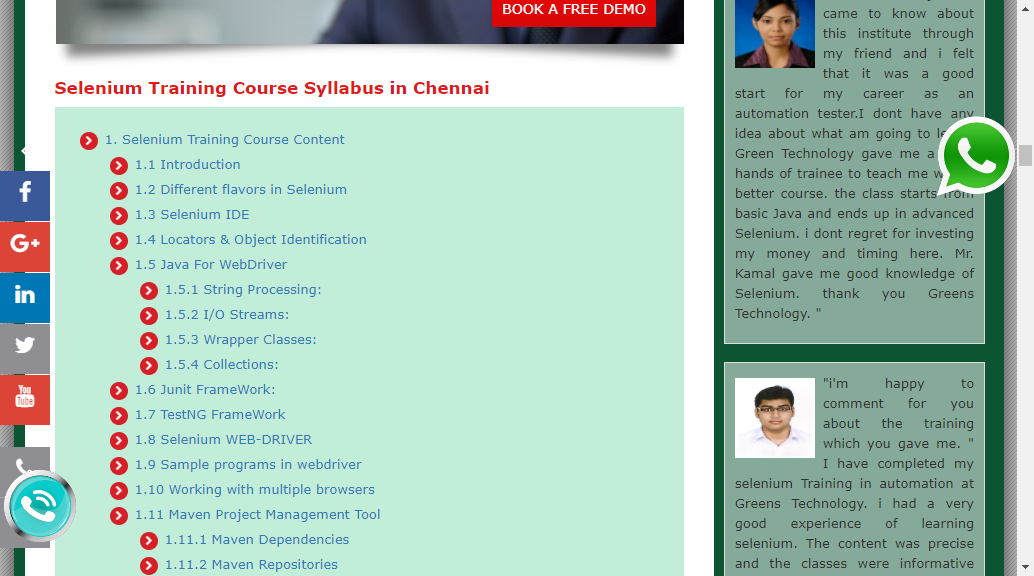 BOOK A FREE DEMO
Selenium Training Course Syllabus in Chennai
1. Selenium Training Course Content
1.1 Introduction
1.2 Different flavors in Selenium
1.3 Selenium IDE
1.4 Locators & Object Identification
1.5 Java For WebDriver
1.5.1 String Processing:
1.5.2 I/O Streams:
1.5.3 Wrapper Classes:
1.5.4 Collections:
1.6 Junit FrameWork:
1.7 TestNG FrameWork
1.8 Selenium WEB-DRIVER
1.9 Sample programs in webdriver
1.10 Working with multiple browsers
1.11 Maven Project Management Tool
1.11.1 Maven Dependencies
1.11.2 Maven Repositories
f
G+
in
You
Tube
came to know about
this institute through
my friend and i felt
that it was a good
start for my career as an
automation tester.I dont have any
idea about what am going to
Green Technology gave me a
hands of trainee to teach me
better course. the class starts from
basic Java and ends up in advanced
Selenium. i dont regret for investing
my money and timing here. Mr.
Kamal gave me good knowledge of
Selenium. thank you Greens
Technology. "
"i'm happy to
comment for you
about the training
which you gave me. "
I have completed my
selenium Training in automation at
Greens Technology. i had a very
good experience of learning
selenium. The content was precise
and the classes were informative